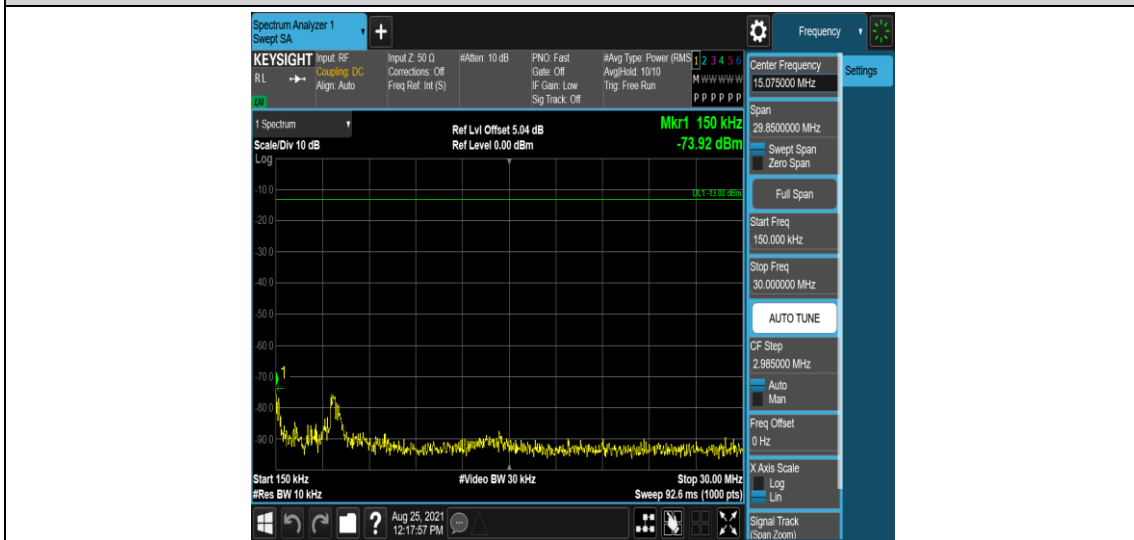 Spectrum Analyzer 1
Swept SA
+
Frequency
KEYSIGHT
RL
LXI
Input: RF
Coupling: DC
Align: Auto
Input Z: 50 Ω
Corrections: Off
Freq Ref: Int (S)
#Atten: 10 dB
PNO: Fast
Gate: Off
IF Gain: Low
Sig Track: Off
#Avg Type: Power (RMS
Avg|Hold: 10/10
Trig: Free Run
1 2 3 4 5 6
M W W W W W
P P P P P P
1 Spectrum
Scale/Div 10 dB
Ref Lvl Offset 5.04 dB
Ref Level 0.00 dBm
Mkr1 150 kHz
-73.92 dBm
Log
DL1 -13.00 dBm
-10.0
-20.0
-30.0
-40.0
-50.0
-60.0
-70.0
-80.0
-90.0
1
Start 150 kHz
#Res BW 10 kHz
#Video BW 30 kHz
Stop 30.00 MHz
Sweep 92.6 ms (1000 pts)
Center Frequency
15.075000 MHz
Settings
Span
29.8500000 MHz
Swept Span
Zero Span
Full Span
Start Freq
150.000 kHz
Stop Freq
30.000000 MHz
AUTO TUNE
CF Step
2.985000 MHz
Auto
Man
Freq Offset
0 Hz
X Axis Scale
Log
Lin
Signal Track
(Span Zoom)
?
Aug 25, 2021
12:17:57 PM